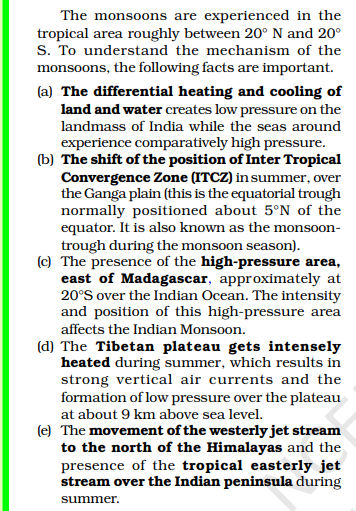 The monsoons are experienced in the
tropical area roughly between 20° N and 20°
S. To understand the mechanism of the
monsoons, the following facts are important.
(a) The differential heating and cooling of
land and water creates low pressure on the
landmass of India while the seas around
experience comparatively high pressure.
(b) The shift of the position of Inter Tropical
Convergence Zone (ITCZ) in summer, over
the Ganga plain (this is the equatorial trough
normally positioned about 5°N of the
equator. It is also known as the monsoon-
trough during the monsoon season).
(c) The presence of the high-pressure area,
east of Madagascar, approximately at
20°S over the Indian Ocean. The intensity
and position of this high-pressure area
affects the Indian Monsoon.
(d) The Tibetan plateau gets intensely
heated during summer, which results in
strong vertical air currents and the
formation of low pressure over the plateau
at about 9 km above sea level.
(e) The movement of the westerly jet stream
to the north of the Himalayas and the
presence of the tropical easterly jet
stream over the Indian peninsula during
summer.